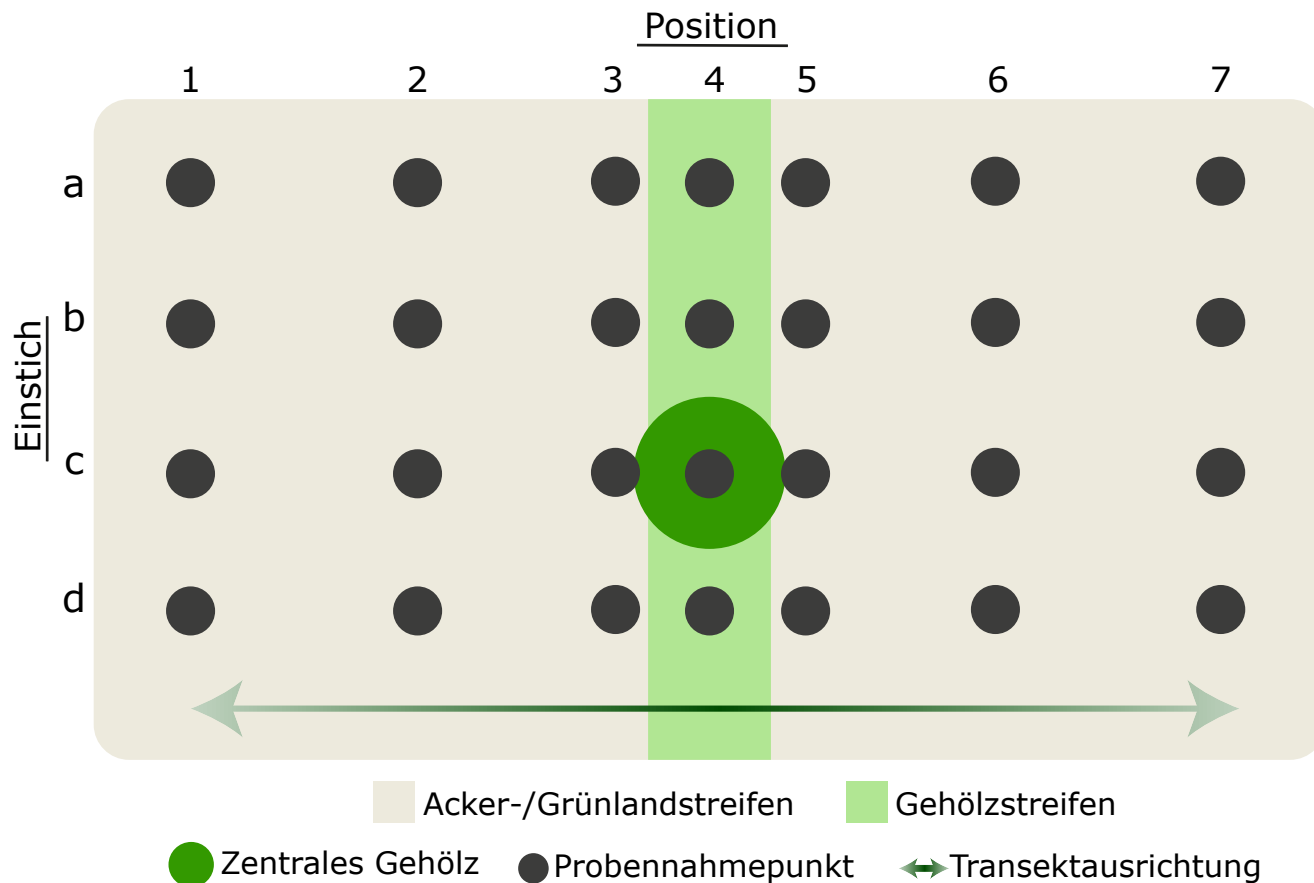 Position
1 2 3 4 5 6 7
a
b
Einstich
c
d
Acker-/Grünlandstreifen Gehölzstreifen
Zentrales Gehölz Probennahmepunkt Transektausrichtung